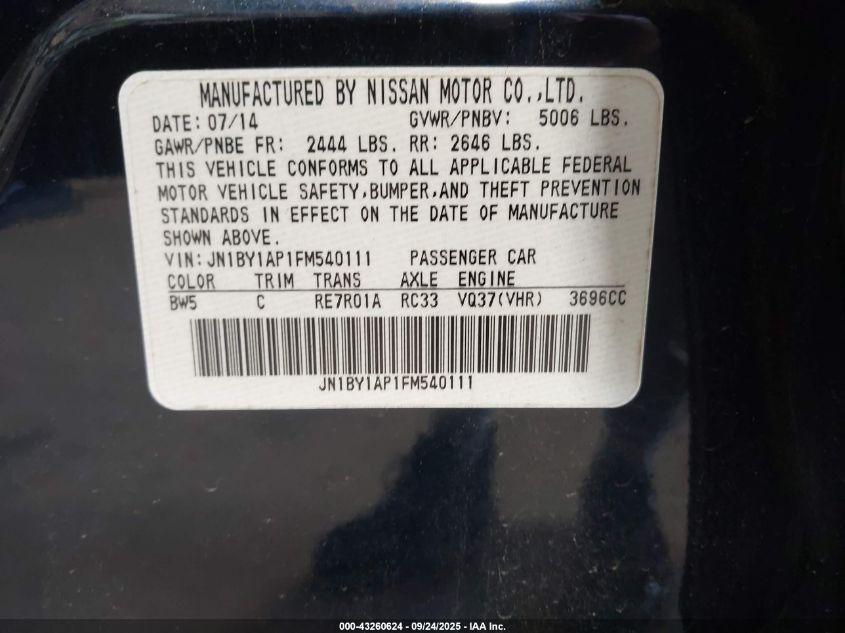 MANUFACTURED BY NISSAN MOTOR CO.,LTD.
DATE: 07/14 GVWR/PNBV: 5006 LBS.
GAWR/PNBE FR: 2444 LBS. RR: 2646 LBS.
THIS VEHICLE CONFORMS TO ALL APPLICABLE FEDERAL
MOTOR VEHICLE SAFETY,BUMPER,AND THEFT PREVENTION
STANDARDS IN EFFECT ON THE DATE OF MANUFACTURE
SHOWN ABOVE.
VIN: JN1BY1AP1FM540111 PASSENGER CAR
COLOR TRIM TRANS AXLE ENGINE
BW5 C RE7R01A RC33 VQ37(VHR) 3696CC
JN1BY1AP1FM540111
000-43260624 - 09/24/2025 - IAA Inc.